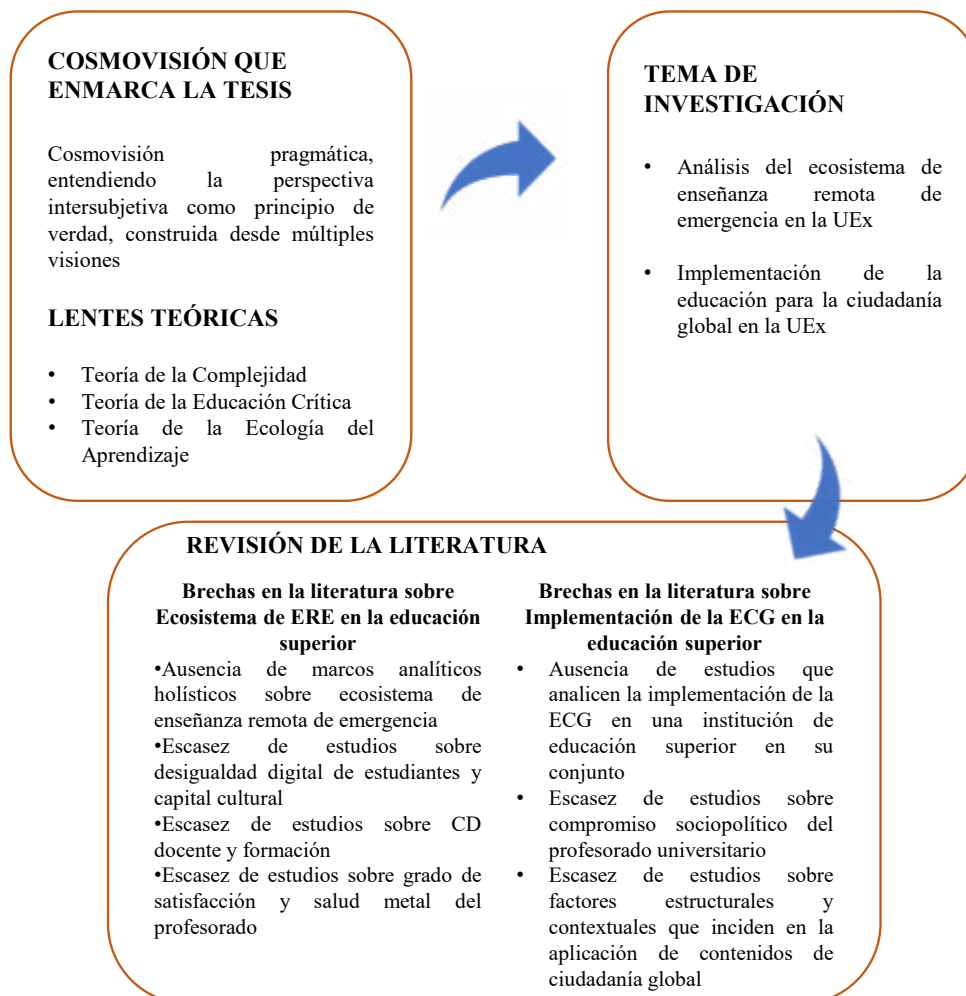 COSMOVISIÓN QUE
ENMARCA LA TESIS
Cosmovisión pragmática,
entendiendo la perspectiva
intersubjetiva como principio de
verdad, construida desde múltiples
visiones
LENTES TEÓRICAS
• Teoría de la Complejidad
• Teoría de la Educación Crítica
• Teoría de la Ecología del
Aprendizaje
TEMA DE
INVESTIGACIÓN
• Análisis del ecosistema de
enseñanza remota de
emergencia en la UEx
• Implementación de la
educación para la ciudadanía
global en la UEx
REVISIÓN DE LA LITERATURA
Brechas en la literatura sobre
Ecosistema de ERE en la educación
superior
•Ausencia de marcos analíticos
holísticos sobre ecosistema de
enseñanza remota de emergencia
•Escasez de estudios sobre
desigualdad digital de estudiantes y
capital cultural
•Escasez de estudios sobre CD
docente y formación
•Escasez de estudios sobre grado de
satisfacción y salud metal del
profesorado
Brechas en la literatura sobre
Implementación de la ECG en la
educación superior
• Ausencia de estudios que
analicen la implementación de la
ECG en una institución de
educación superior en su
conjunto
• Escasez de estudios sobre
compromiso sociopolítico del
profesorado universitario
• Escasez de estudios sobre
factores estructurales y
contextuales que inciden en la
aplicación de contenidos de
ciudadanía global